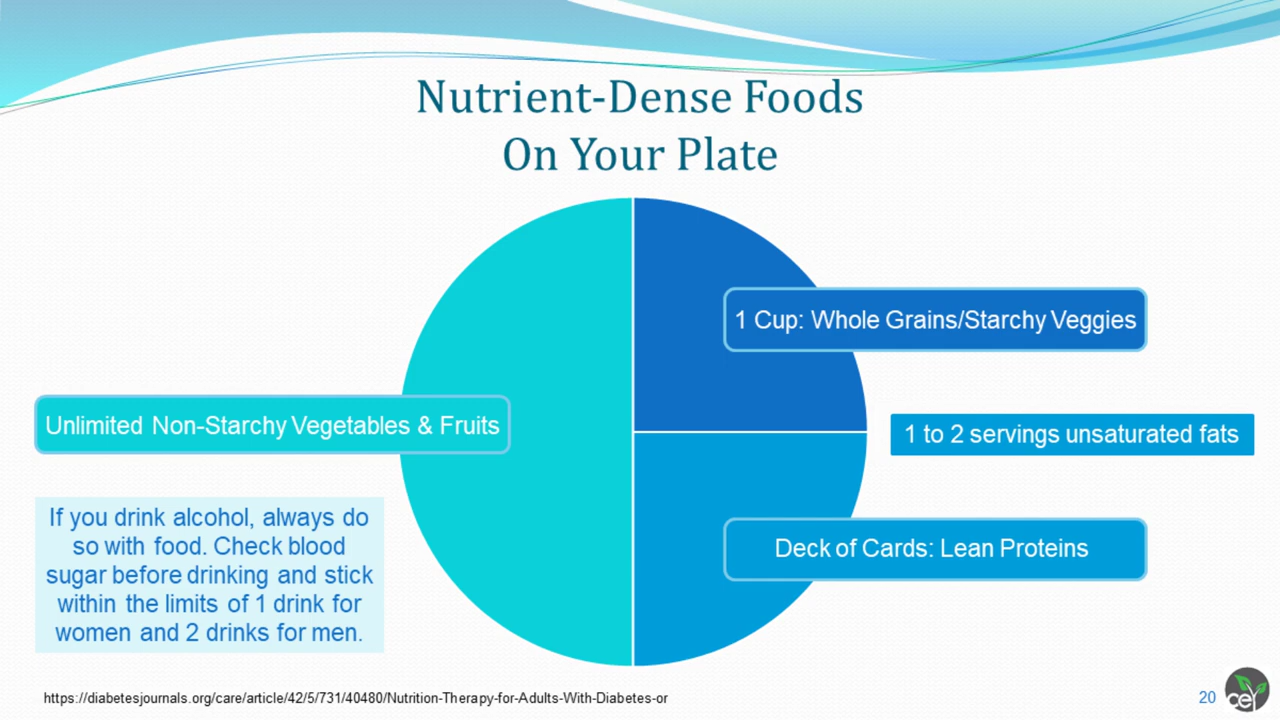 Nutrient-Dense Foods
On Your Plate
1 Cup: Whole Grains/Starchy Veggies
Unlimited Non-Starchy Vegetables & Fruits
1 to 2 servings unsaturated fats
Deck of Cards: Lean Proteins
If you drink alcohol, always do
so with food. Check blood
sugar before drinking and stick
within the limits of 1 drink for
women and 2 drinks for men.
https://diabetesjournals.org/care/article/42/5/731/40480/Nutrition-Therapy-for-Adults-With-Diabetes-or
20
cei